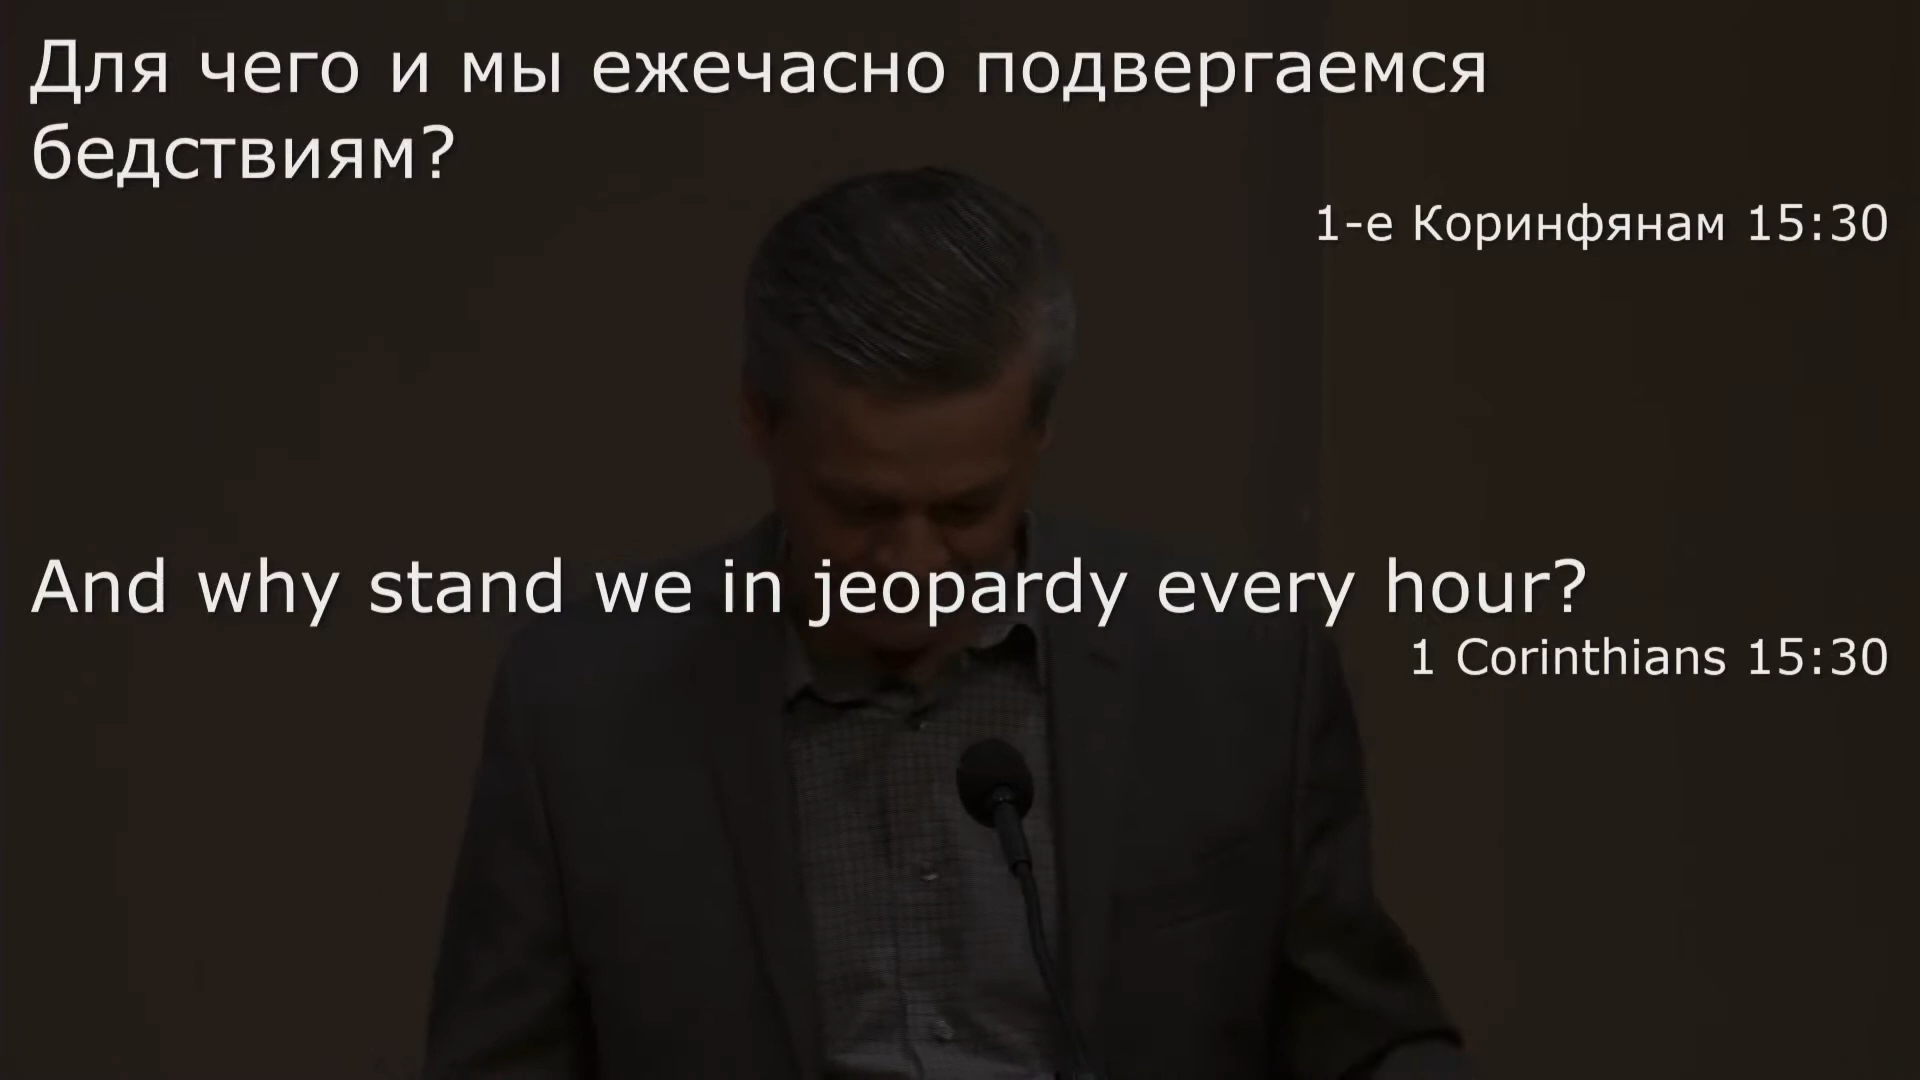 Для чего и мы ежечасно подвергаемся
бедствиям?
1-е Коринфянам 15:30
And why stand we in jeopardy every hour?
1 Corinthians 15:30